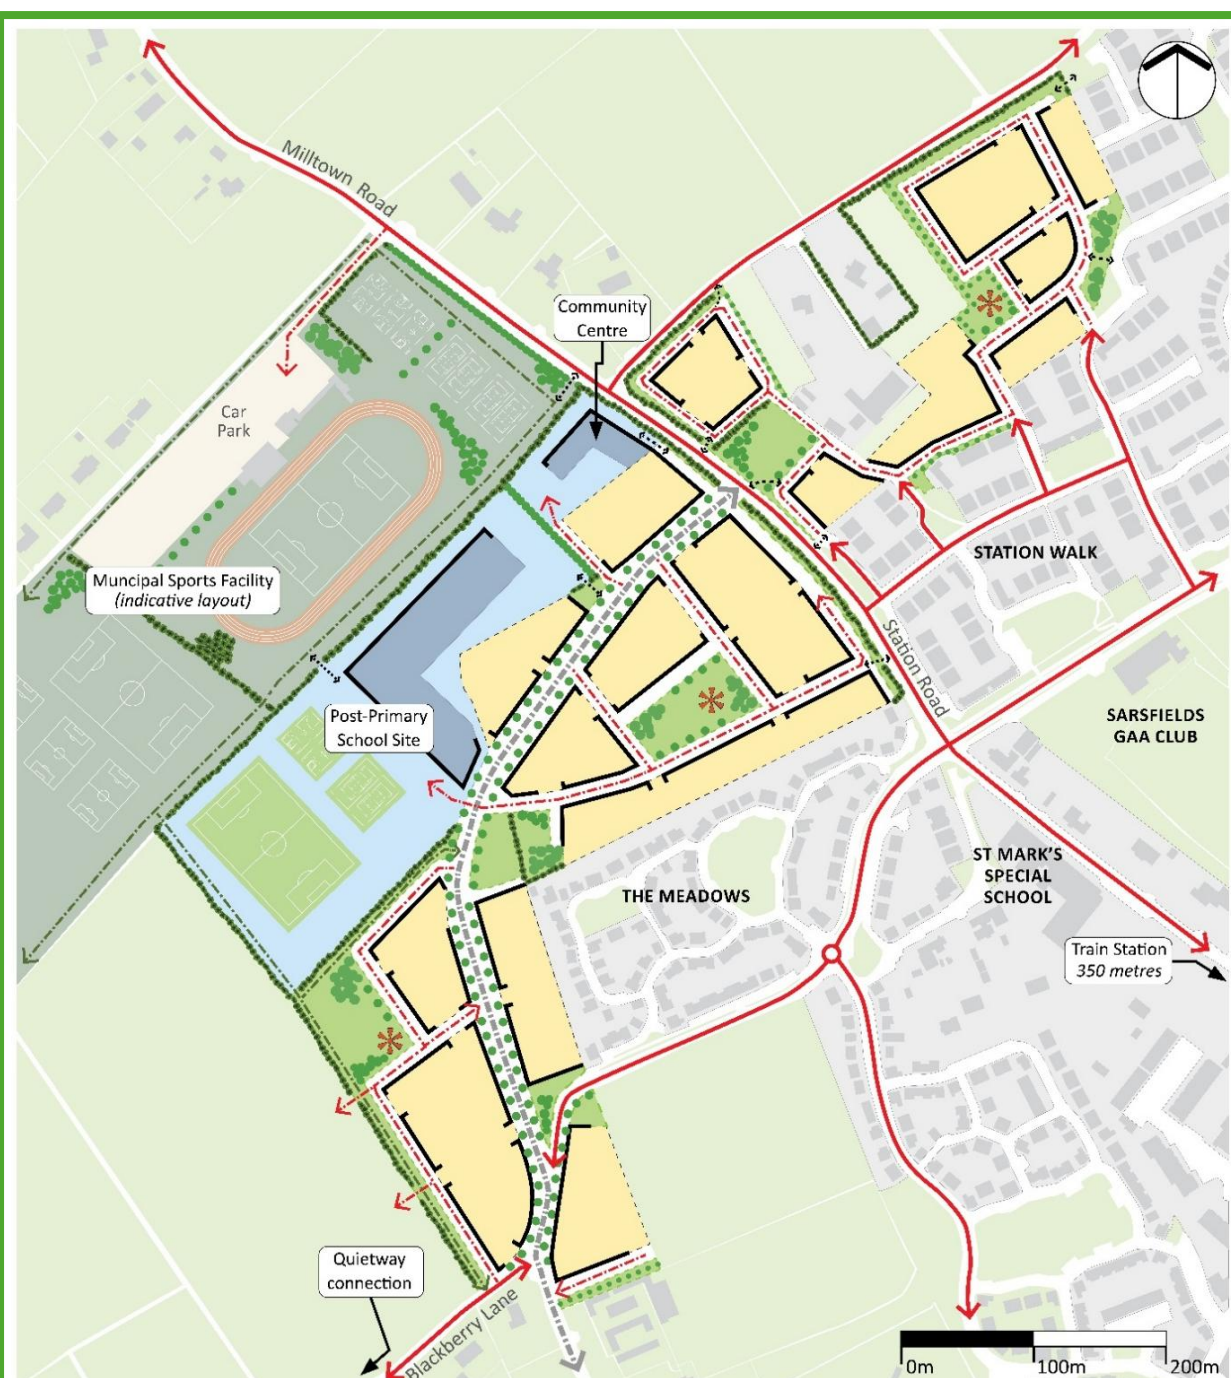 Milltown Road
Community
Centre
Car
Park
Muncipal Sports Facility
(indicative layout)
STATION WALK
Station Road
Post-Primary
School Site
SARSFIELDS
GAA CLUB
ST MARK'S
SPECIAL
SCHOOL
THE MEADOWS
Train Station
350 metres
Quietway
connection
Blackberry Lane
0m
100m
200m